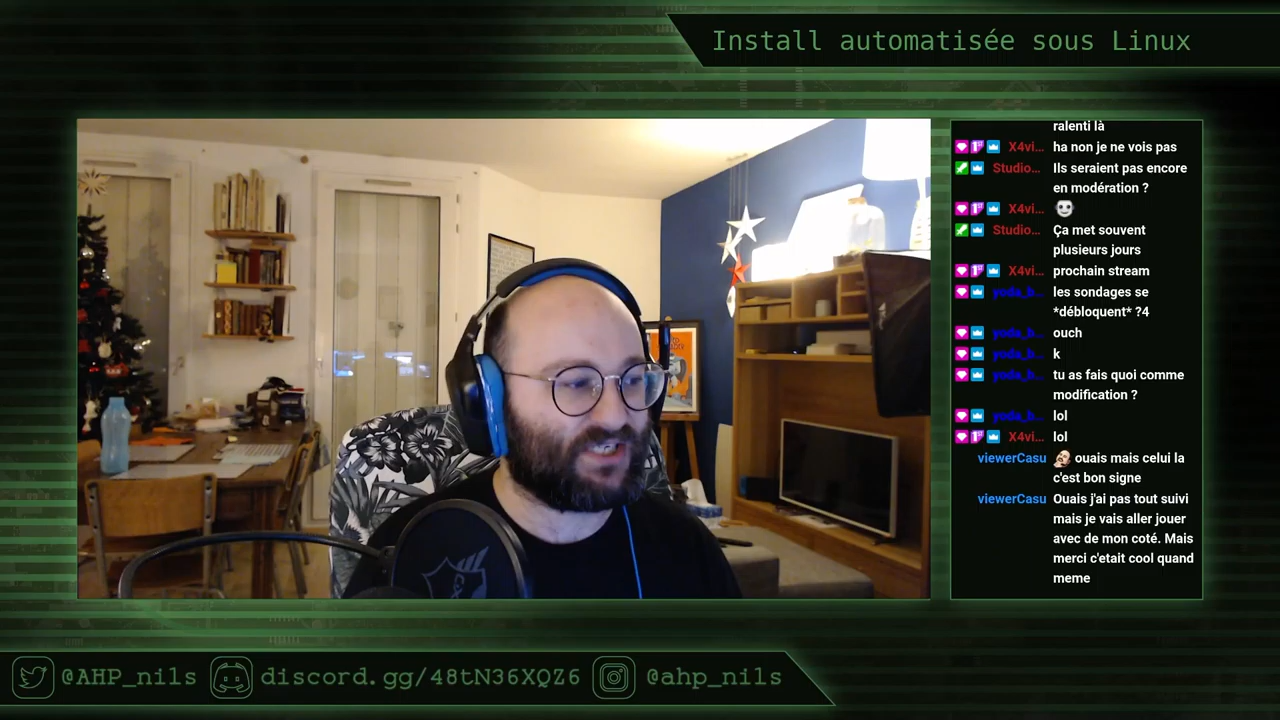 Install automatisée sous Linux
ralenti là
X4vi... ha non je ne vois pas
Studio... Ils seraient pas encore
en modération ?
X4vi...
Studio... Ça met souvent
plusieurs jours
X4vi... prochain stream
yoda_b... les sondages se
*débloquent* ?4
yoda_b... ouch
yoda_b... k
yoda_b... tu as fais quoi comme
modification ?
yoda_b... lol
X4vi... lol
viewerCasu ouais mais celui la
c'est bon signe
viewerCasu Ouais j'ai pas tout suivi
mais je vais aller jouer
avec de mon coté. Mais
merci c'etait cool quand
meme
@AHP_nils discord.gg/48tN36XQZ6 @ahp_nils